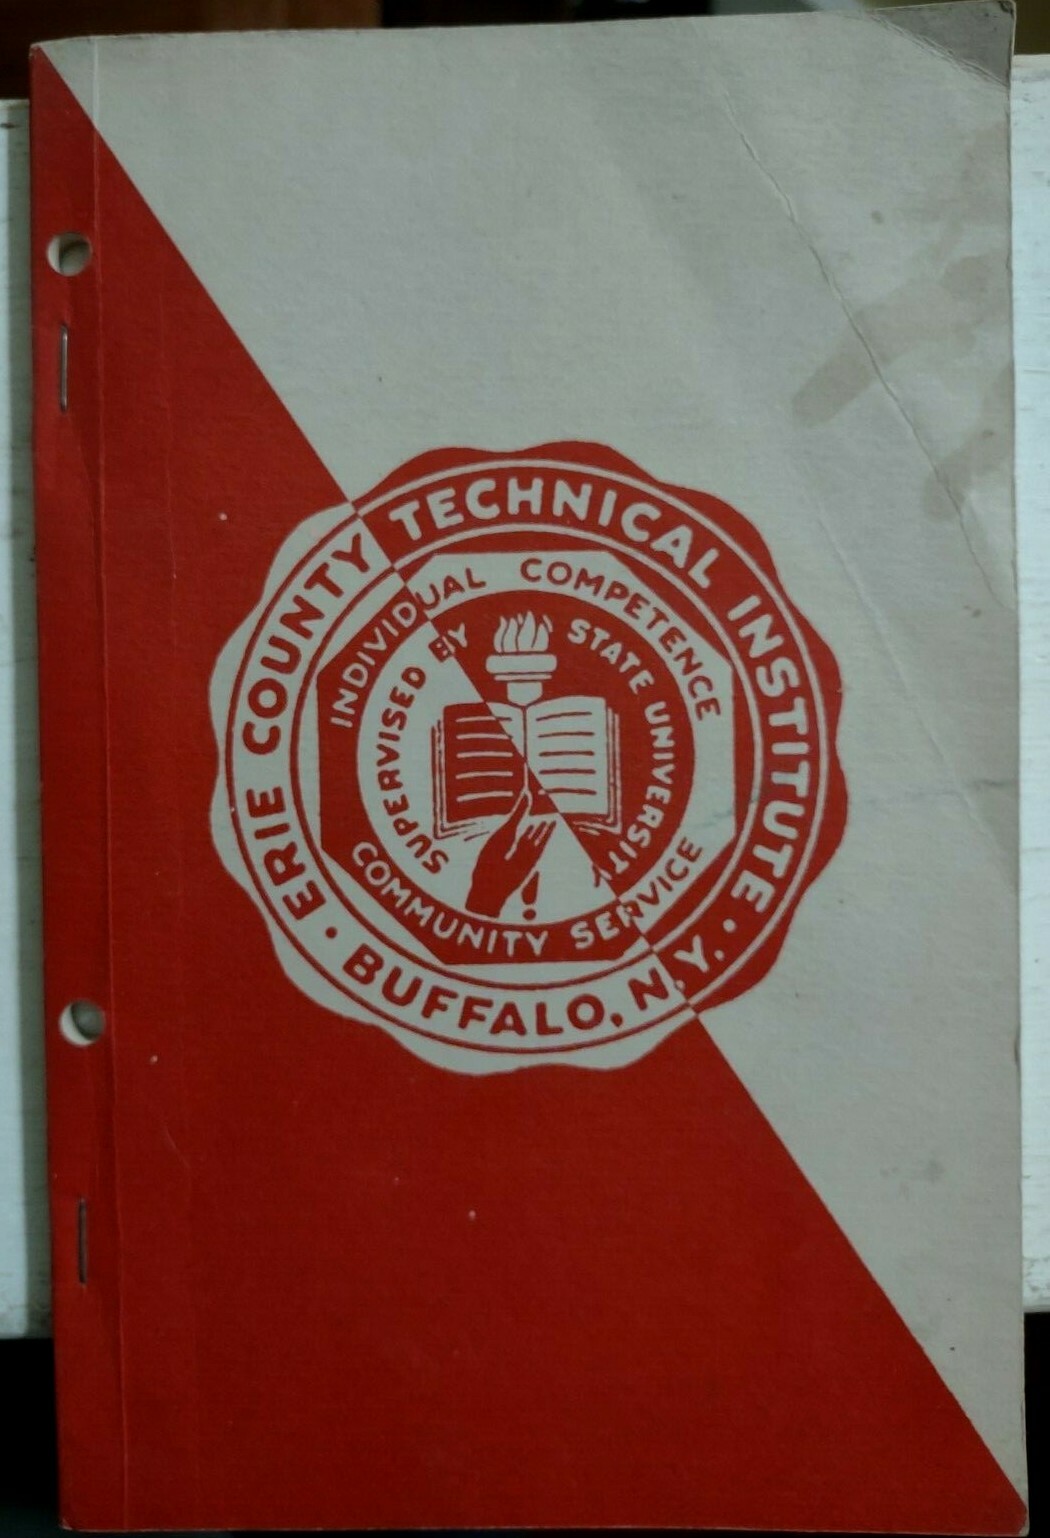 ERIE COUNTY TECHNICAL INSTITUTE
· BUFFALO, N.Y. ·
INDIVIDUAL COMPETENCE
COMMUNITY SERVICE
SUPERVISED BY STATE UNIVERSITY